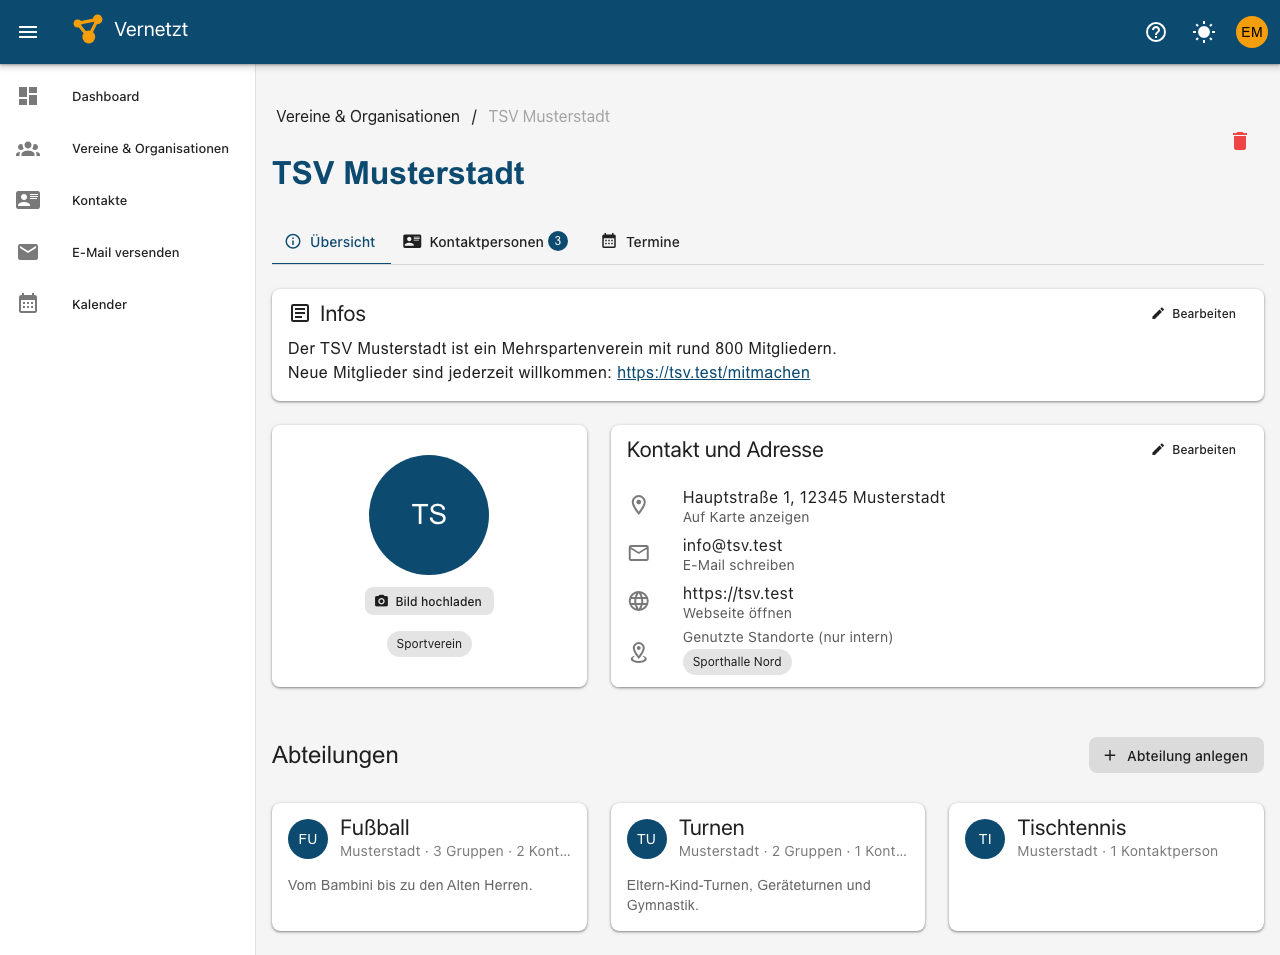 Vernetzt
EM
Dashboard
Vereine & Organisationen
Kontakte
E-Mail versenden
Kalender
Vereine & Organisationen / TSV Musterstadt
TSV Musterstadt
Übersicht
Kontaktpersonen 3
Termine
Infos
Bearbeiten
Der TSV Musterstadt ist ein Mehrspartenverein mit rund 800 Mitgliedern.
Neue Mitglieder sind jederzeit willkommen: https://tsv.test/mitmachen
TS
Bild hochladen
Sportverein
Kontakt und Adresse
Bearbeiten
Hauptstraße 1, 12345 Musterstadt
Auf Karte anzeigen
info@tsv.test
E-Mail schreiben
https://tsv.test
Webseite öffnen
Genutzte Standorte (nur intern)
Sporthalle Nord
Abteilungen
Abteilung anlegen
FU
Fußball
Musterstadt · 3 Gruppen · 2 Kont…
Vom Bambini bis zu den Alten Herren.
TU
Turnen
Musterstadt · 2 Gruppen · 1 Kont…
Eltern-Kind-Turnen, Geräteturnen und
Gymnastik.
TI
Tischtennis
Musterstadt · 1 Kontaktperson